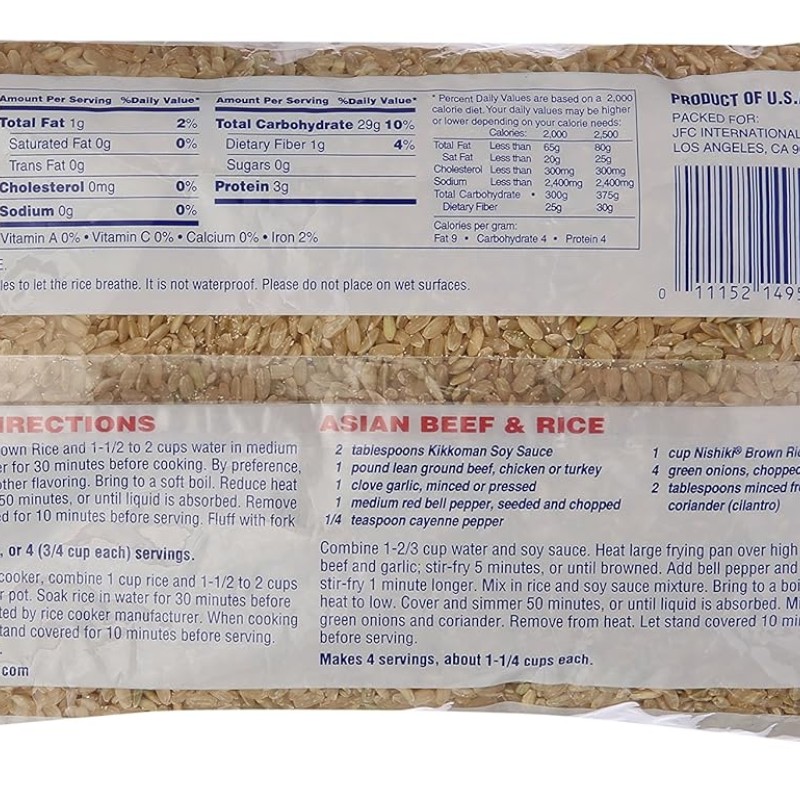 Amount Per Serving %Daily Value*
Total Fat 1g 2%
Saturated Fat 0g 0%
Trans Fat 0g
Cholesterol 0mg 0%
Sodium 0g 0%
Amount Per Serving %Daily Value*
Total Carbohydrate 29g 10%
Dietary Fiber 1g 4%
Sugars 0g
Protein 3g
Vitamin A 0% • Vitamin C 0% • Calcium 0% • Iron 2%
* Percent Daily Values are based on a 2,000
calorie diet. Your daily values may be higher
or lower depending on your calorie needs:
Calories: 2,000 2,500
Total Fat Less than 65g 80g
Sat Fat Less than 20g 25g
Cholesterol Less than 300mg 300mg
Sodium Less than 2,400mg 2,400mg
Total Carbohydrate • 300g 375g
Dietary Fiber 25g 30g
Calories per gram:
Fat 9 • Carbohydrate 4 • Protein 4
PRODUCT OF U.S.A
PACKED FOR:
JFC INTERNATIONAL
LOS ANGELES, CA 9
0 11152 1495
E.
les to let the rice breathe. It is not waterproof. Please do not place on wet surfaces.
IRECTIONS
own Rice and 1-1/2 to 2 cups water in medium
er for 30 minutes before cooking. By preference,
other flavoring. Bring to a soft boil. Reduce heat
50 minutes, or until liquid is absorbed. Remove
ed for 10 minutes before serving. Fluff with fork
, or 4 (3/4 cup each) servings.
cooker, combine 1 cup rice and 1-1/2 to 2 cups
r pot. Soak rice in water for 30 minutes before
ted by rice cooker manufacturer. When cooking
tand covered for 10 minutes before serving.
.com
ASIAN BEEF & RICE
2 tablespoons Kikkoman Soy Sauce
1 pound lean ground beef, chicken or turkey
1 clove garlic, minced or pressed
1 medium red bell pepper, seeded and chopped
1/4 teaspoon cayenne pepper
1 cup Nishiki® Brown Ric
4 green onions, chopped
2 tablespoons minced fr
coriander (cilantro)
Combine 1-2/3 cup water and soy sauce. Heat large frying pan over high
beef and garlic; stir-fry 5 minutes, or until browned. Add bell pepper and
stir-fry 1 minute longer. Mix in rice and soy sauce mixture. Bring to a boi
heat to low. Cover and simmer 50 minutes, or until liquid is absorbed. Mi
green onions and coriander. Remove from heat. Let stand covered 10 min
before serving.
Makes 4 servings, about 1-1/4 cups each.